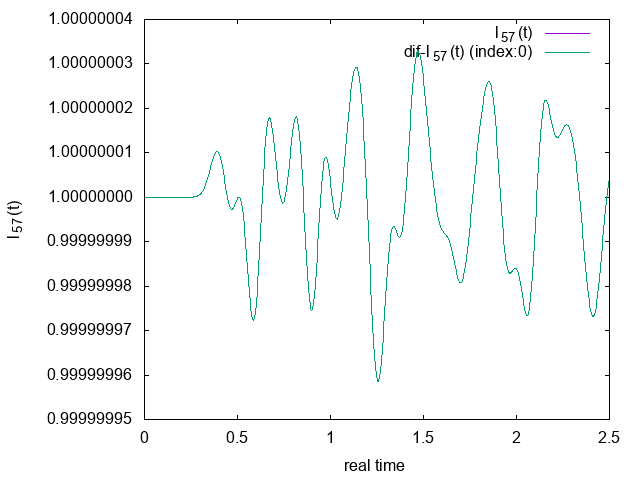 1.00000004
1.00000003
1.00000002
1.00000001
1.00000000
0.99999999
0.99999998
0.99999997
0.99999996
0.99999995
I57(t)
I57(t)
dif-I57(t) (index:0)
0 0.5 1 1.5 2 2.5
real time